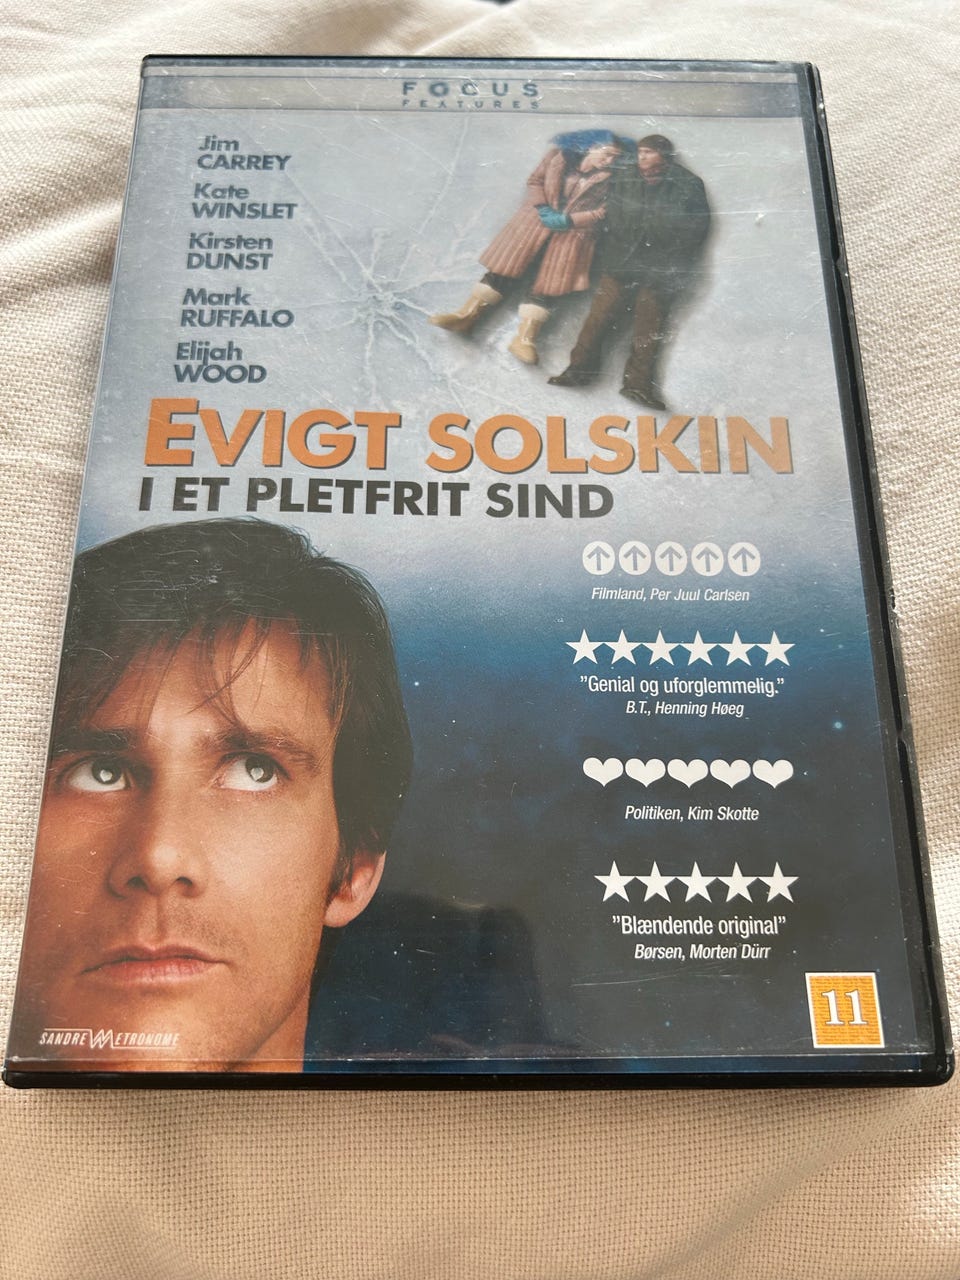 FOCUS
FEATURES
Jim
CARREY
Kate
WINSLET
Kirsten
DUNST
Mark
RUFFALO
Elijah
WOOD
EVIGT SOLSKIN
I ET PLETFRIT SIND
Filmland, Per Juul Carlsen
"Genial og uforglemmelig."
B.T., Henning Høeg
Politiken, Kim Skotte
"Blændende original"
Børsen, Morten Dürr
11
SANDREW METRONOME